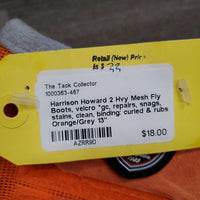 Retail (New) Price
Is $
The Tack Collector
1000363-467
Harrison Howard 2 Hvy Mesh Fly
Boots, velcro *gc, repairs, snags,
stains, clean, binding: curled & rubs
Orange/Grey 13"
$18.00
AZRR9D